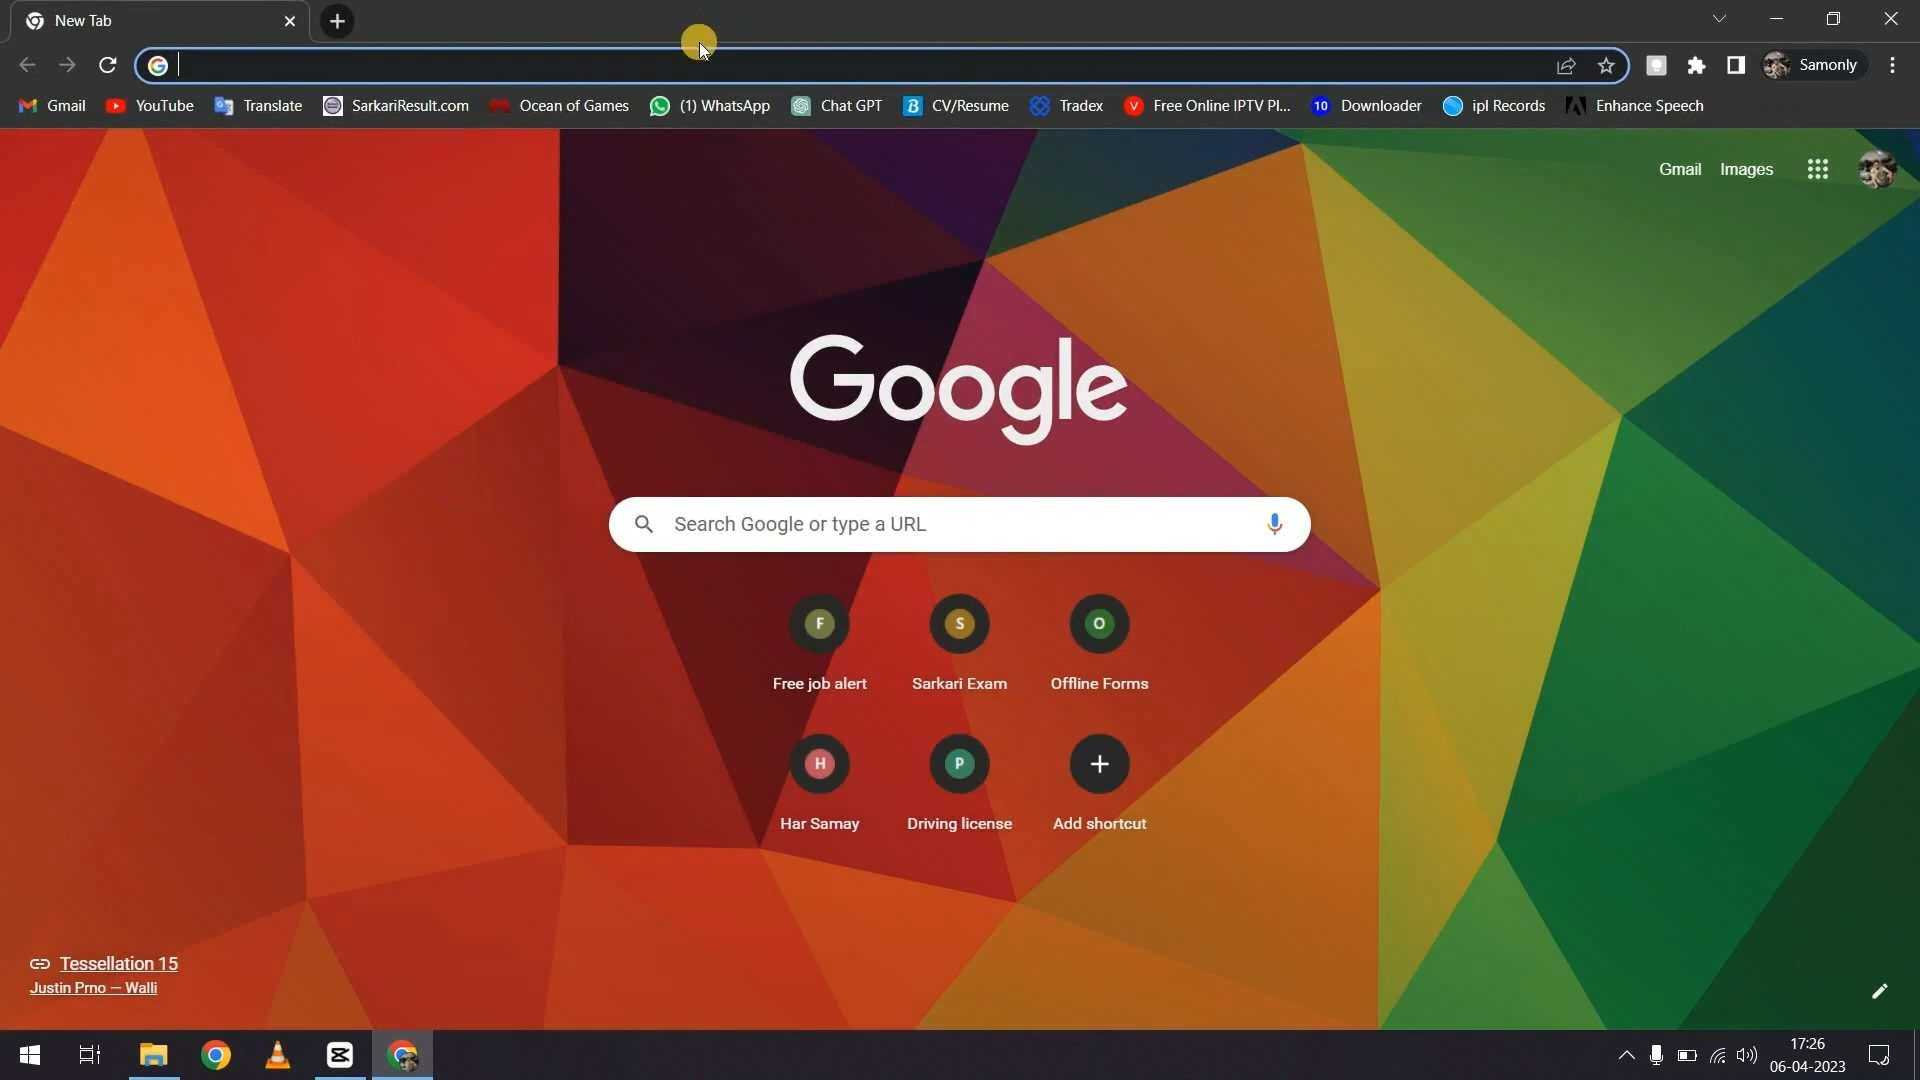 New Tab
Samonly
Gmail YouTube Translate SarkariResult.com Ocean of Games (1) WhatsApp Chat GPT CV/Resume Tradex Free Online IPTV Pl... Downloader ipl Records Enhance Speech
Gmail Images
Google
Search Google or type a URL
F S O
Free job alert Sarkari Exam Offline Forms
H P
Har Samay Driving license Add shortcut
Tessellation 15
Justin Prno — Walli
17:26
06-04-2023